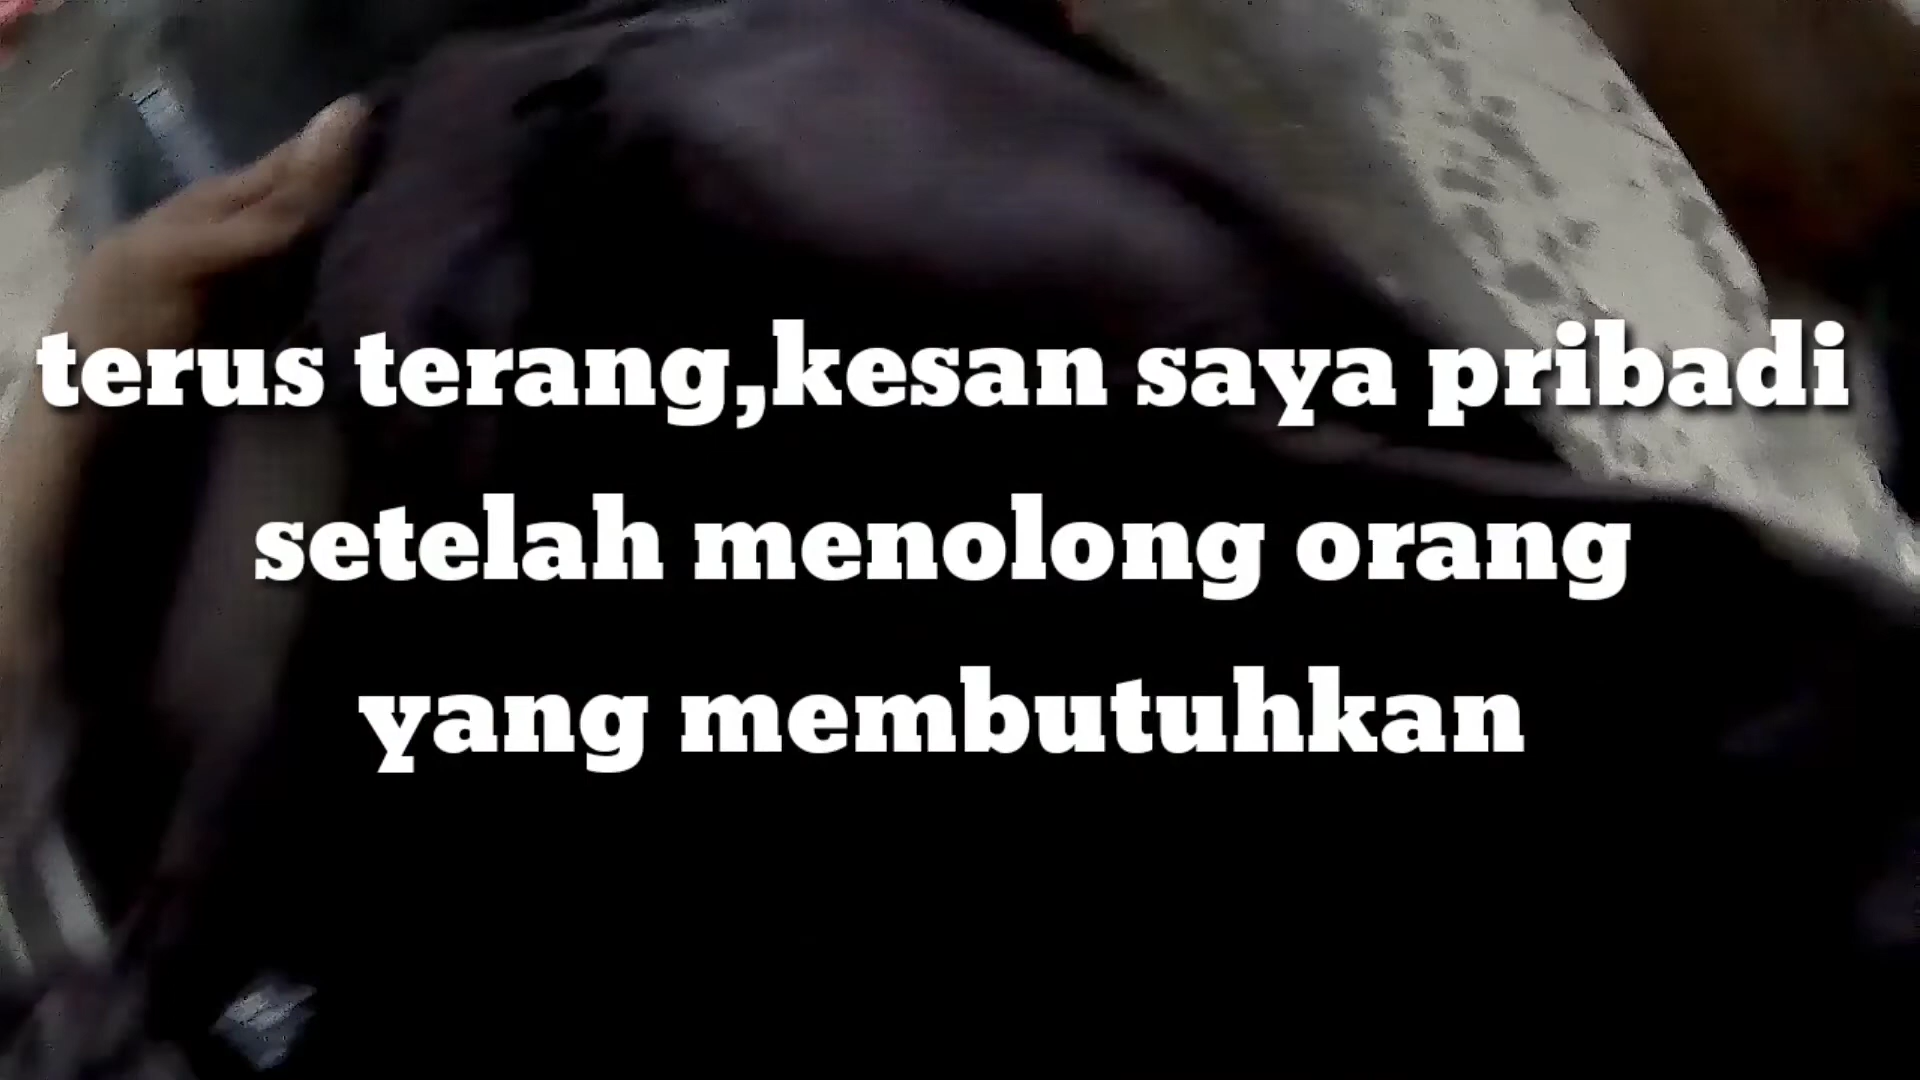 terus terang,kesan saya pribadi
setelah menolong orang
yang membutuhkan